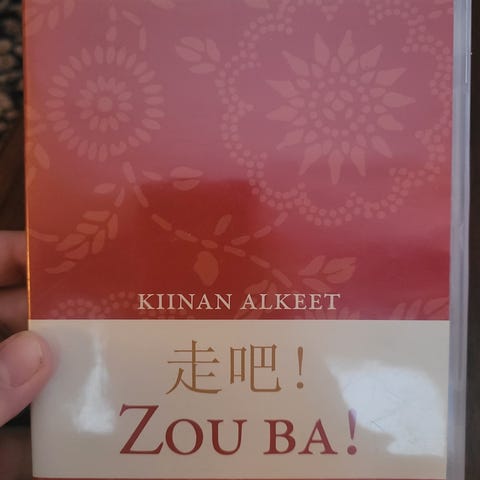 KIINAN ALKEET
走吧！
ZOU BA!